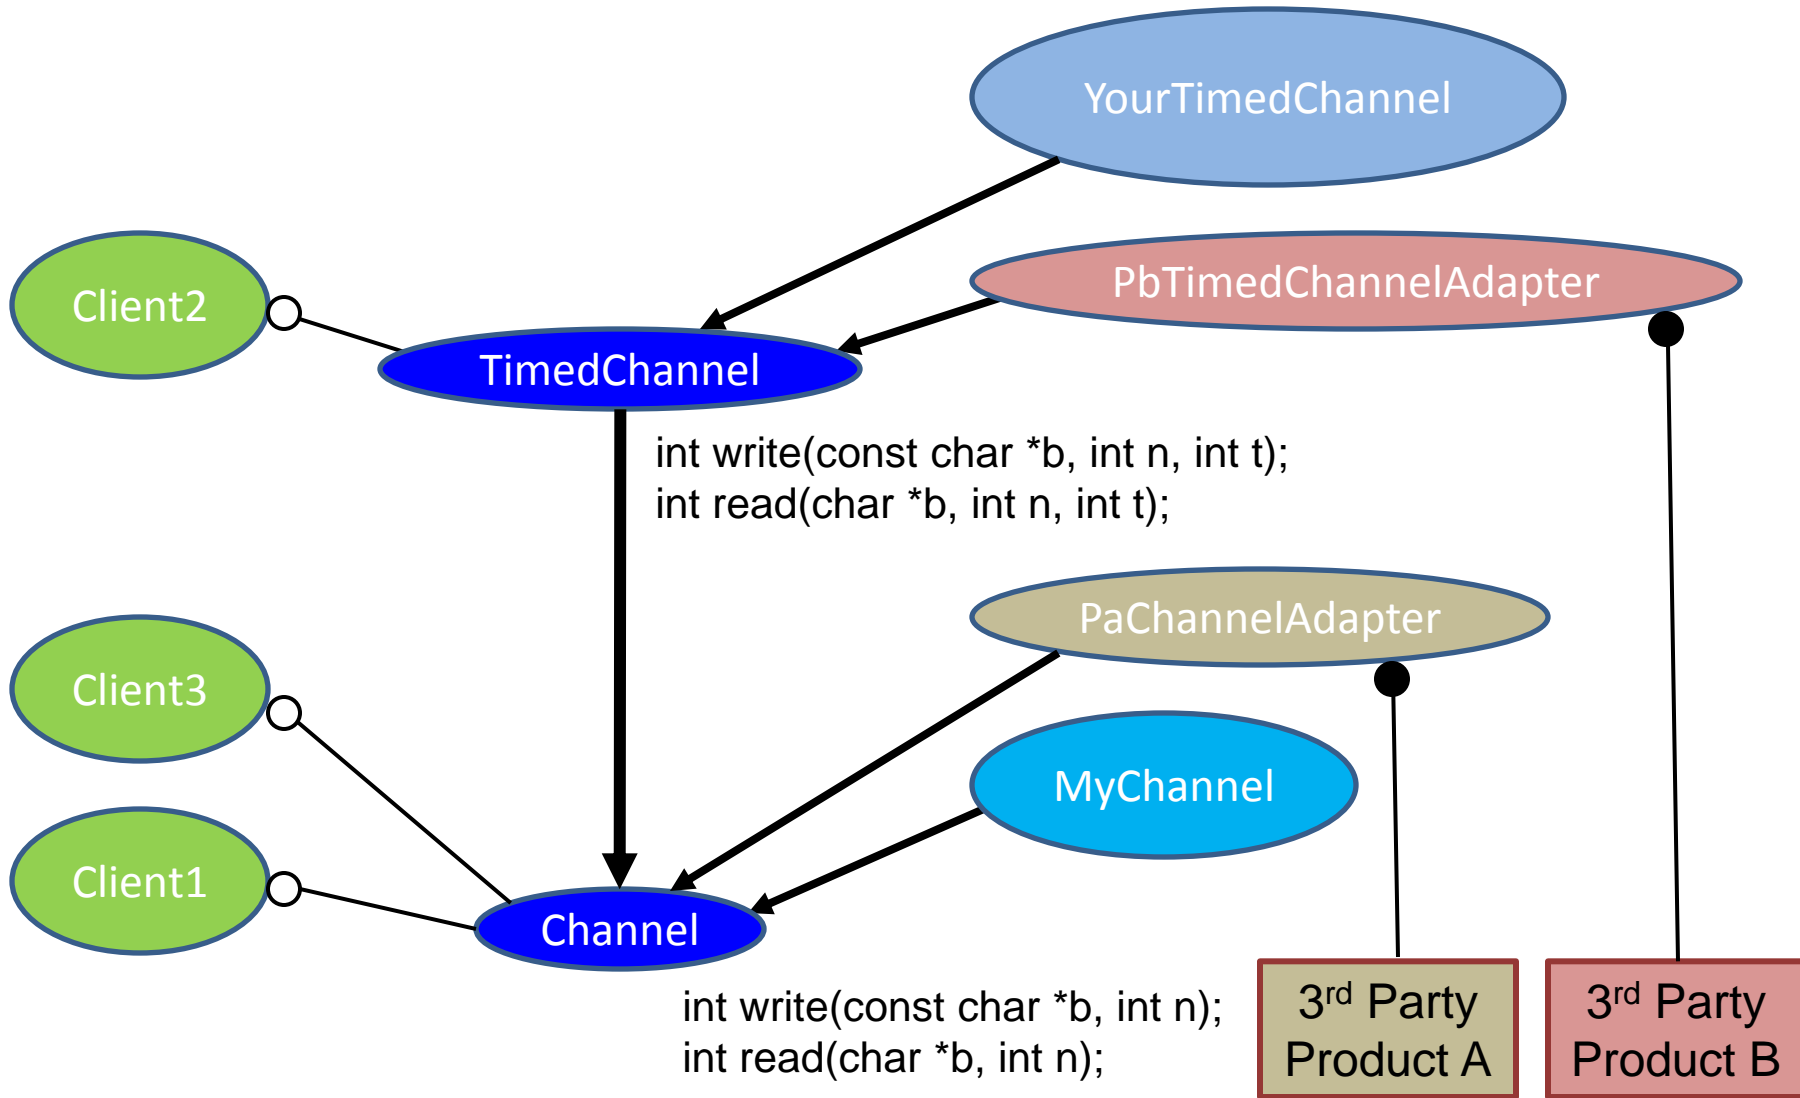 YourTimedChannel
PbTimedChannelAdapter
Client2
TimedChannel
int write(const char *b, int n, int t);
int read(char *b, int n, int t);
PaChannelAdapter
Client3
MyChannel
Client1
Channel
int write(const char *b, int n);
int read(char *b, int n);
3rd Party
Product A
3rd Party
Product B